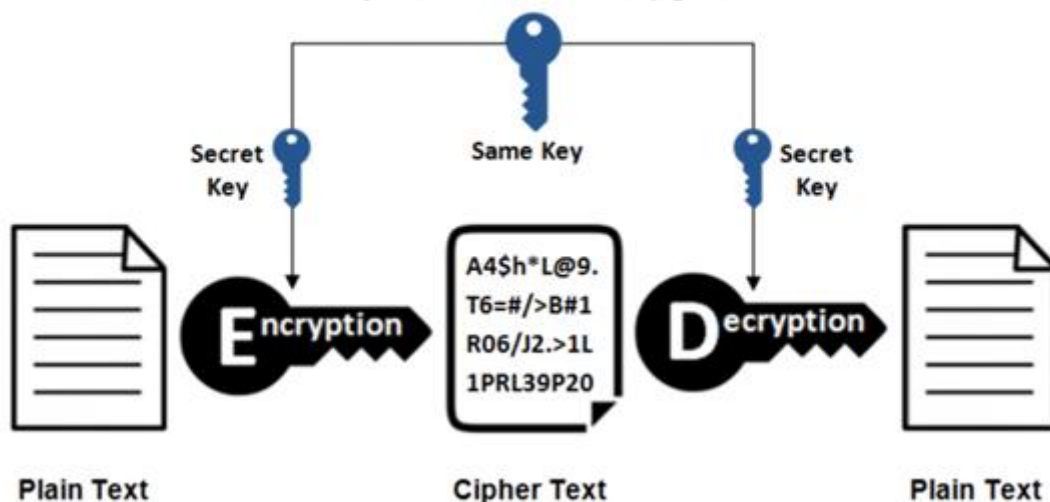 Secret
Key
Same Key
Secret
Key
Encryption
A4$h*L@9.
T6=#/>B#1
R06/J2.>1L
1PRL39P20
Decryption
Plain Text
Cipher Text
Plain Text